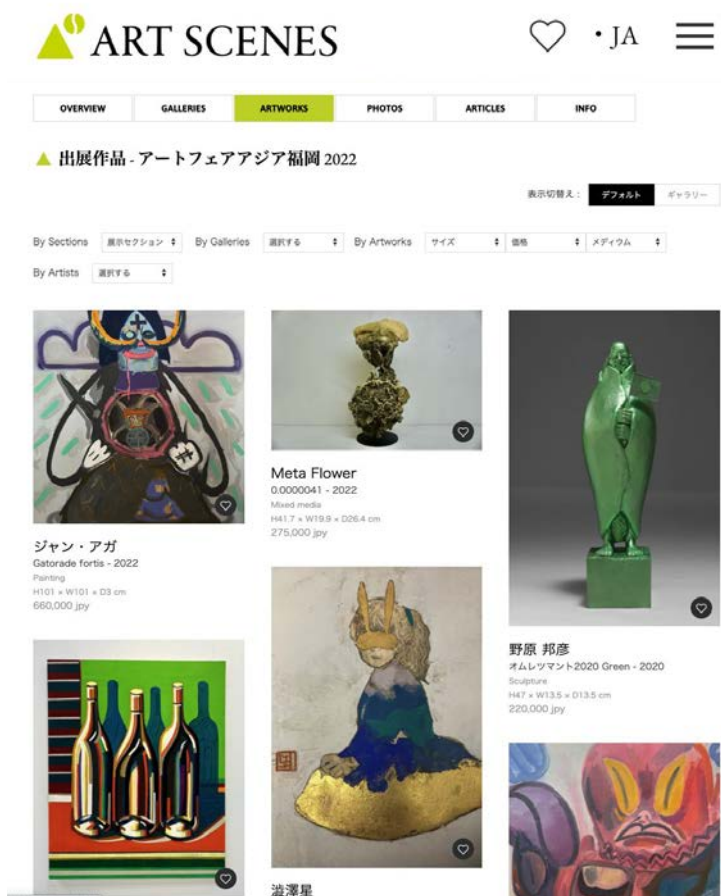 ART SCENES
・JA
OVERVIEW GALLERIES ARTWORKS PHOTOS ARTICLES INFO
出展作品 - アートフェアアジア福岡 2022
表示切替え： デフォルト ギャラリー
By Sections 展示セクション By Galleries 選択する By Artworks サイズ 価格 メディウム
By Artists 選択する
ジャン・アガ
Gatorade fortis - 2022
Painting
H101 × W101 × D3 cm
660,000 jpy
Meta Flower
0.0000041 - 2022
Mixed media
H41.7 × W19.9 × D26.4 cm
275,000 jpy
野原 邦彦
オムレツマント2020 Green - 2020
Sculpture
H47 × W13.5 × D13.5 cm
220,000 jpy
澁澤星